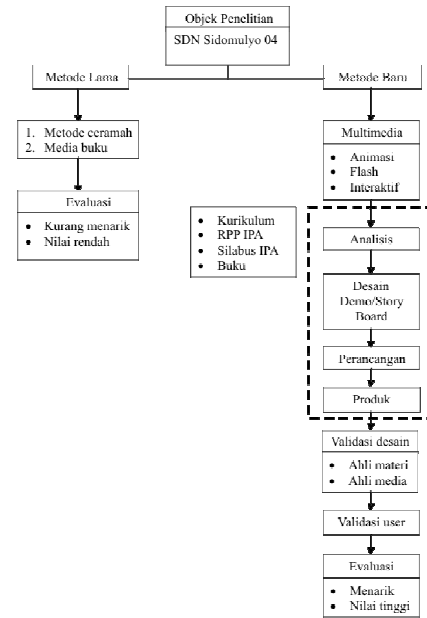 Objek Penelitian
SDN Sidomulyo 04
Metode Lama
Metode Baru
1. Metode ceramah
2. Media buku
Evaluasi
• Kurang menarik
• Nilai rendah
Multimedia
• Animasi
• Flash
• Interaktif
• Kurikulum
• RPP IPA
• Silabus IPA
• Buku
Analisis
Desain
Demo/Story
Board
Perancangan
Produk
Validasi desain
• Ahli materi
• Ahli media
Validasi user
Evaluasi
• Menarik
• Nilai tinggi